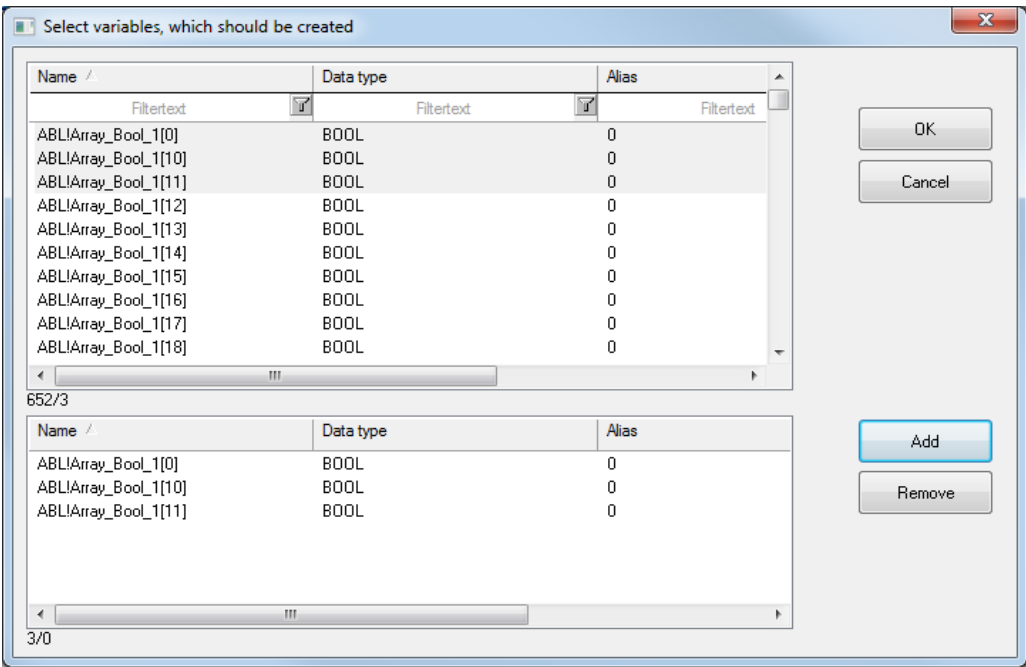 Select variables, which should be created
Name Data type Alias
Filtertext Filtertext Filtertext
ABL!Array_Bool_1[0] BOOL 0
ABL!Array_Bool_1[10] BOOL 0
ABL!Array_Bool_1[11] BOOL 0
ABL!Array_Bool_1[12] BOOL 0
ABL!Array_Bool_1[13] BOOL 0
ABL!Array_Bool_1[14] BOOL 0
ABL!Array_Bool_1[15] BOOL 0
ABL!Array_Bool_1[16] BOOL 0
ABL!Array_Bool_1[17] BOOL 0
ABL!Array_Bool_1[18] BOOL 0
652/3
OK
Cancel
Name Data type Alias
ABL!Array_Bool_1[0] BOOL 0
ABL!Array_Bool_1[10] BOOL 0
ABL!Array_Bool_1[11] BOOL 0
3/0
Add
Remove